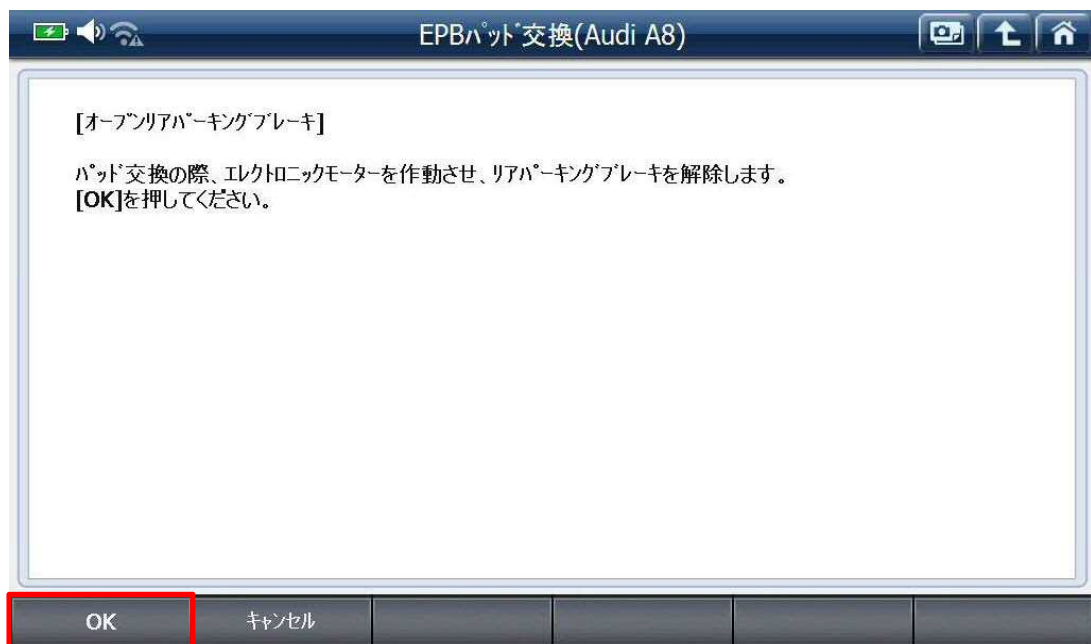 EPBﾊﾟｯﾄﾞ交換(Audi A8)
[ｵｰﾌﾟﾝﾘｱﾊﾟｰｷﾝｸﾞﾌﾞﾚｰｷ]
ﾊﾟｯﾄﾞ交換の際、ｴﾚｸﾄﾛﾆｯｸモーターを作動させ、ﾘｱﾊﾟｰｷﾝｸﾞﾌﾞﾚｰｷを解除します。
[OK]を押してください。
OK
ｷｬﾝｾﾙ